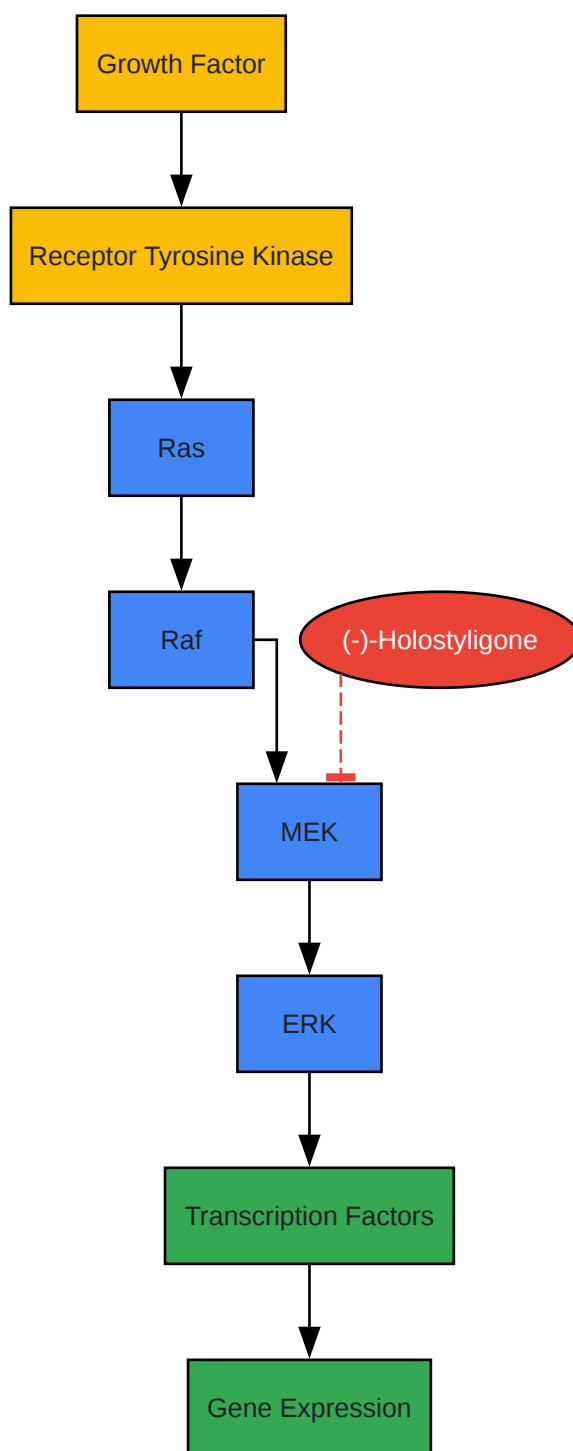 Growth Factor
Receptor Tyrosine Kinase
Ras
Raf
(-)-Holostyligone
MEK
ERK
Transcription Factors
Gene Expression